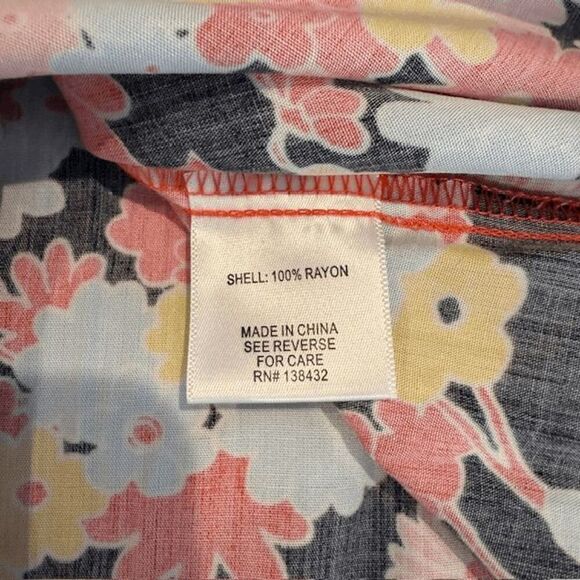 SHELL: 100% RAYON
MADE IN CHINA
SEE REVERSE
FOR CARE
RN# 138432